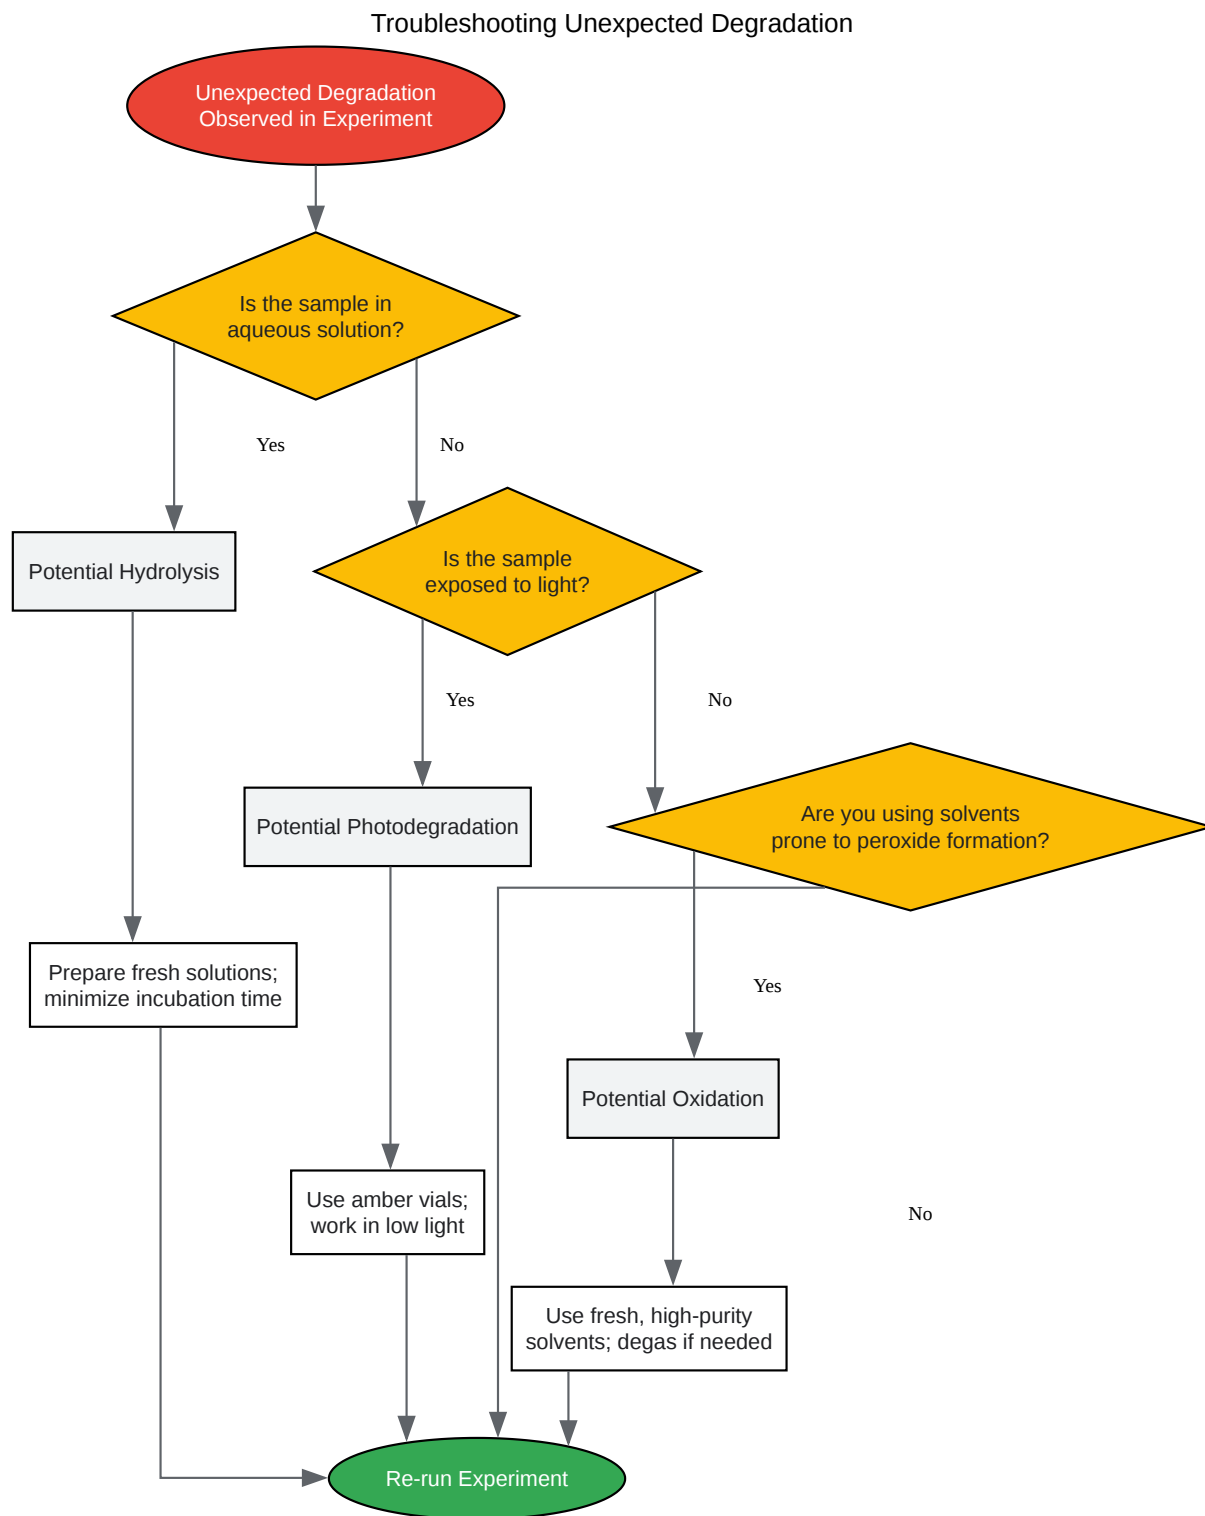 Troubleshooting Unexpected Degradation
Unexpected Degradation
Observed in Experiment
Is the sample in
aqueous solution?
Yes
No
Potential Hydrolysis
Is the sample
exposed to light?
Yes
No
Potential Photodegradation
Are you using solvents
prone to peroxide formation?
Prepare fresh solutions;
minimize incubation time
Yes
Potential Oxidation
Use amber vials;
work in low light
No
Use fresh, high-purity
solvents; degas if needed
Re-run Experiment